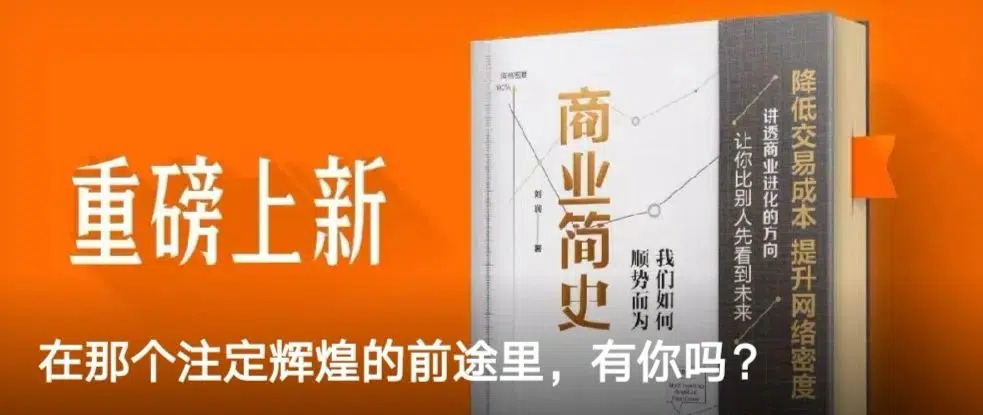 重磅上新
商业简史
刘润 著
我们如何
顺势而为
降低交易成本 提升网络密度
讲透商业进化的方向
让你比别人先看到未来
在那个注定辉煌的前途里，有你吗？